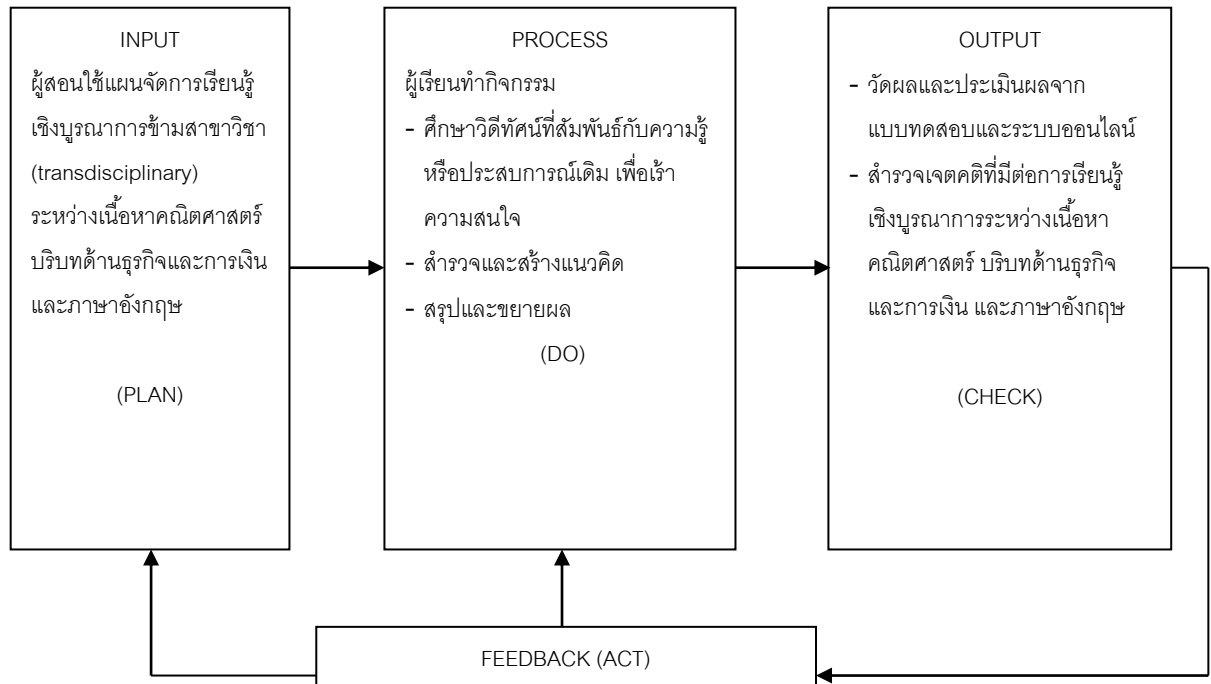 INPUT
ผู้สอนใช้แผนจัดการเรียนรู้
เชิงบูรณาการข้ามสาขาวิชา
(transdisciplinary)
ระหว่างเนื้อหาคณิตศาสตร์
บริบทด้านธุรกิจและการเงิน
และภาษาอังกฤษ
(PLAN)
PROCESS
ผู้เรียนทำกิจกรรม
- ศึกษาวิดีทัศน์ที่สัมพันธ์กับความรู้
หรือประสบการณ์เดิม เพื่อเร้า
ความสนใจ
- สำรวจและสร้างแนวคิด
- สรุปและขยายผล
(DO)
OUTPUT
- วัดผลและประเมินผลจาก
แบบทดสอบและระบบออนไลน์
- สำรวจเจตคติที่มีต่อการเรียนรู้
เชิงบูรณาการระหว่างเนื้อหา
คณิตศาสตร์ บริบทด้านธุรกิจ
และการเงิน และภาษาอังกฤษ
(CHECK)
FEEDBACK (ACT)